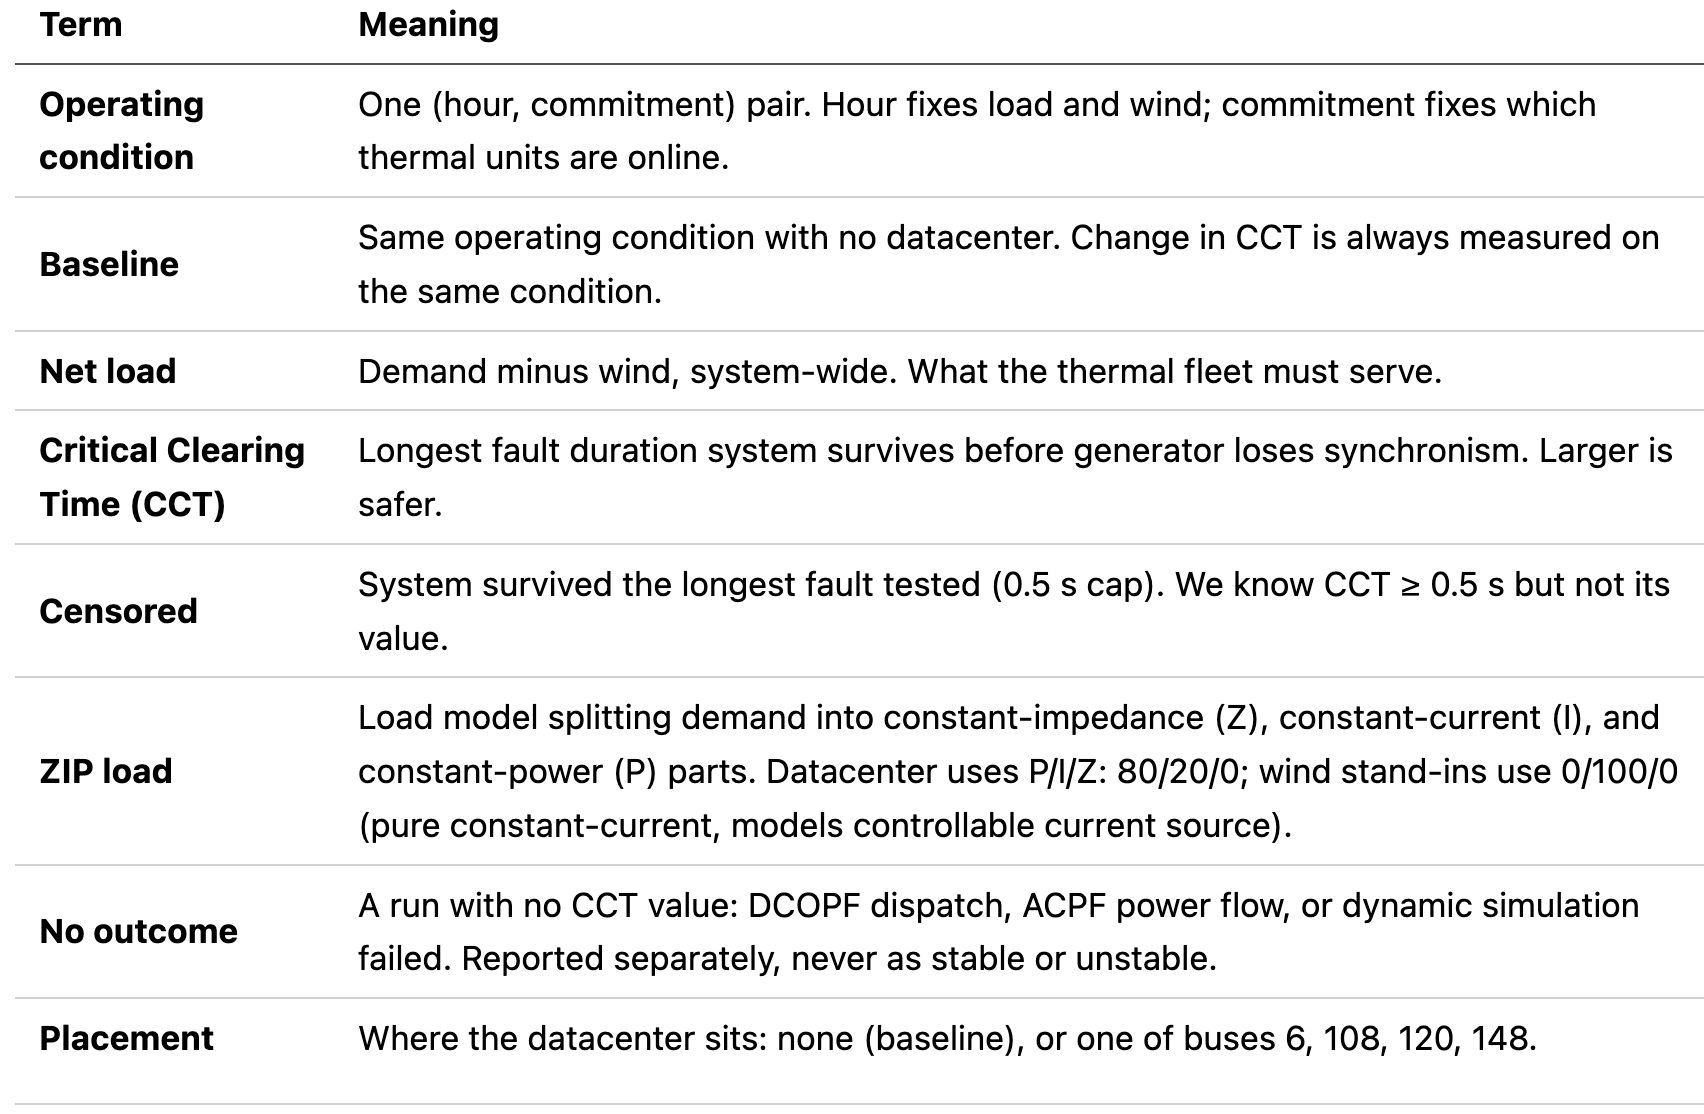 Term Meaning
Operating condition One (hour, commitment) pair. Hour fixes load and wind; commitment fixes which
thermal units are online.
Baseline Same operating condition with no datacenter. Change in CCT is always measured on
the same condition.
Net load Demand minus wind, system-wide. What the thermal fleet must serve.
Critical Clearing Time (CCT) Longest fault duration system survives before generator loses synchronism. Larger is
safer.
Censored System survived the longest fault tested (0.5 s cap). We know CCT ≥ 0.5 s but not its
value.
ZIP load Load model splitting demand into constant-impedance (Z), constant-current (I), and
constant-power (P) parts. Datacenter uses P/I/Z: 80/20/0; wind stand-ins use 0/100/0
(pure constant-current, models controllable current source).
No outcome A run with no CCT value: DCOPF dispatch, ACPF power flow, or dynamic simulation
failed. Reported separately, never as stable or unstable.
Placement Where the datacenter sits: none (baseline), or one of buses 6, 108, 120, 148.